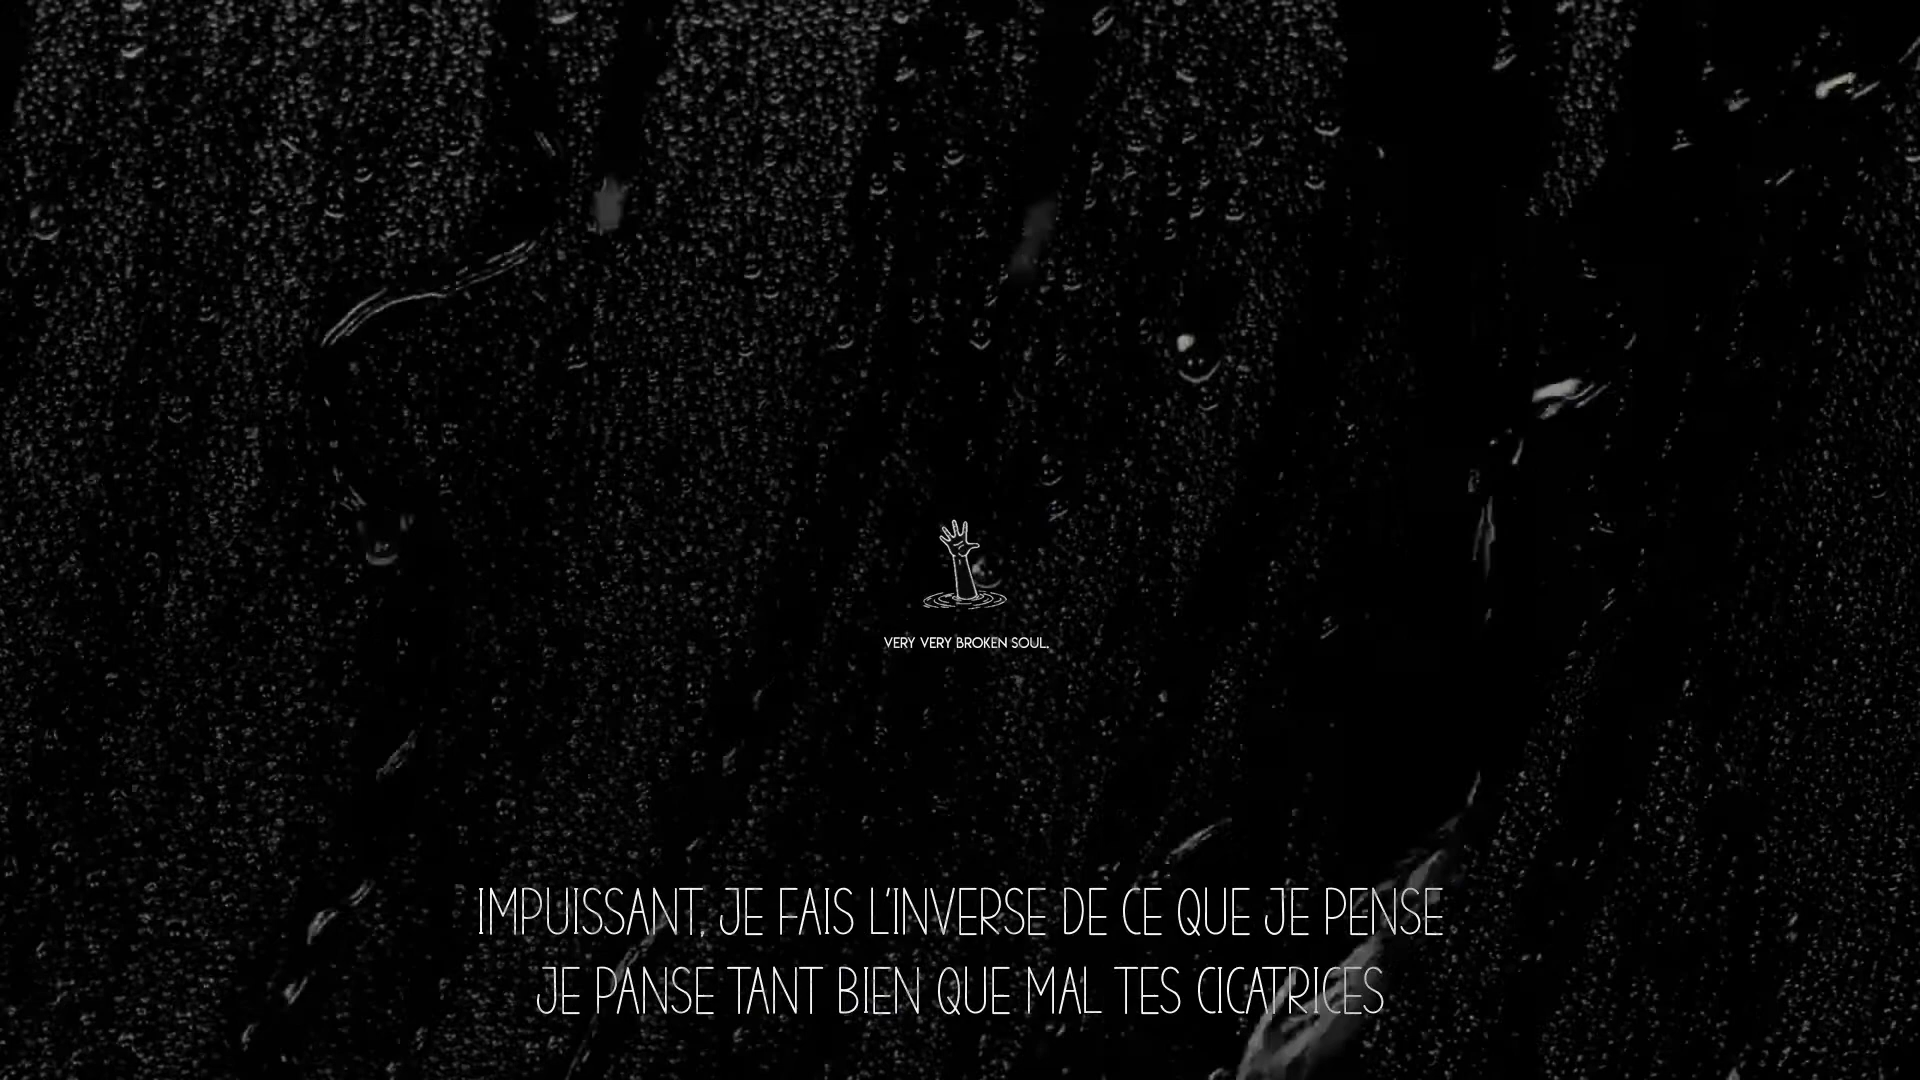 VERY VERY BROKEN SOUL.
IMPUISSANT, JE FAIS L'INVERSE DE CE QUE JE PENSE
JE PANSE TANT BIEN QUE MAL TES CICATRICES